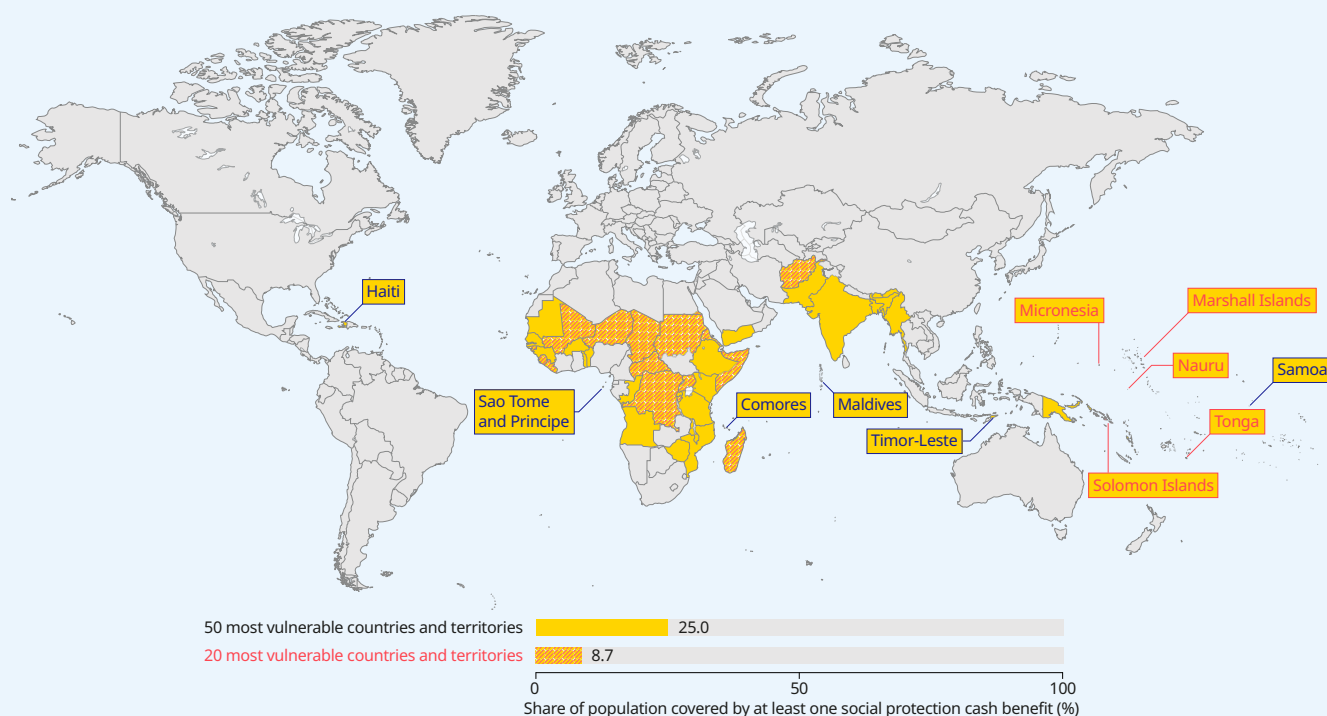 Haiti
Micronesia
Marshall Islands
Nauru
Samoa
Sao Tome
and Principe
Comores
Maldives
Timor-Leste
Tonga
Solomon Islands
50 most vulnerable countries and territories 25.0
20 most vulnerable countries and territories 8.7
0 50 100
Share of population covered by at least one social protection cash benefit (%)